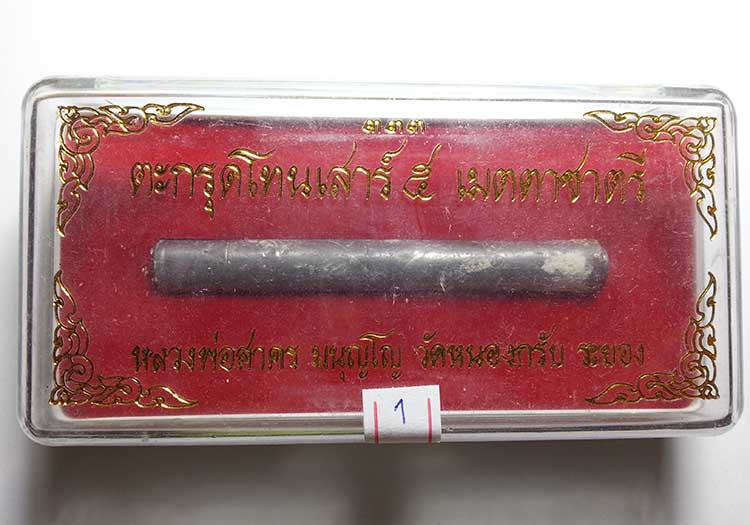 ๓๓๓
ตะกรุดโทนเสาร์ ๕ เมตตาชาตรี
หลวงพ่อสาคร มนุญฺโญ วัดหนองกรับ ระยอง
1